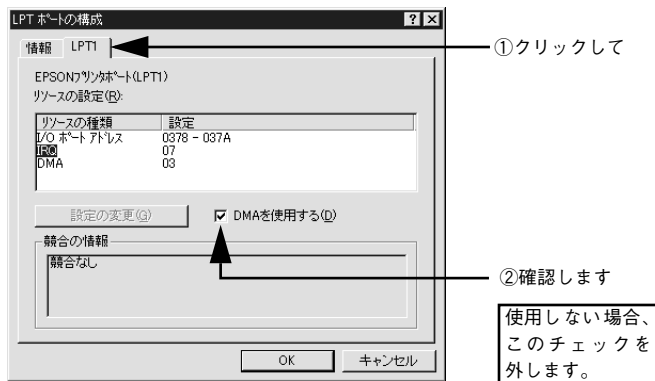 LPT ポートの構成
情報 LPT1
①クリックして
EPSONプリンタポート(LPT1)
リソースの設定(R):
リソースの種類 設定
I/O ポート アドレス 0378 - 037A
IRQ 07
DMA 03
設定の変更(G) DMAを使用する(D)
競合の情報
競合なし
②確認します
使用しない場合、
このチェックを
外します。
OK キャンセル